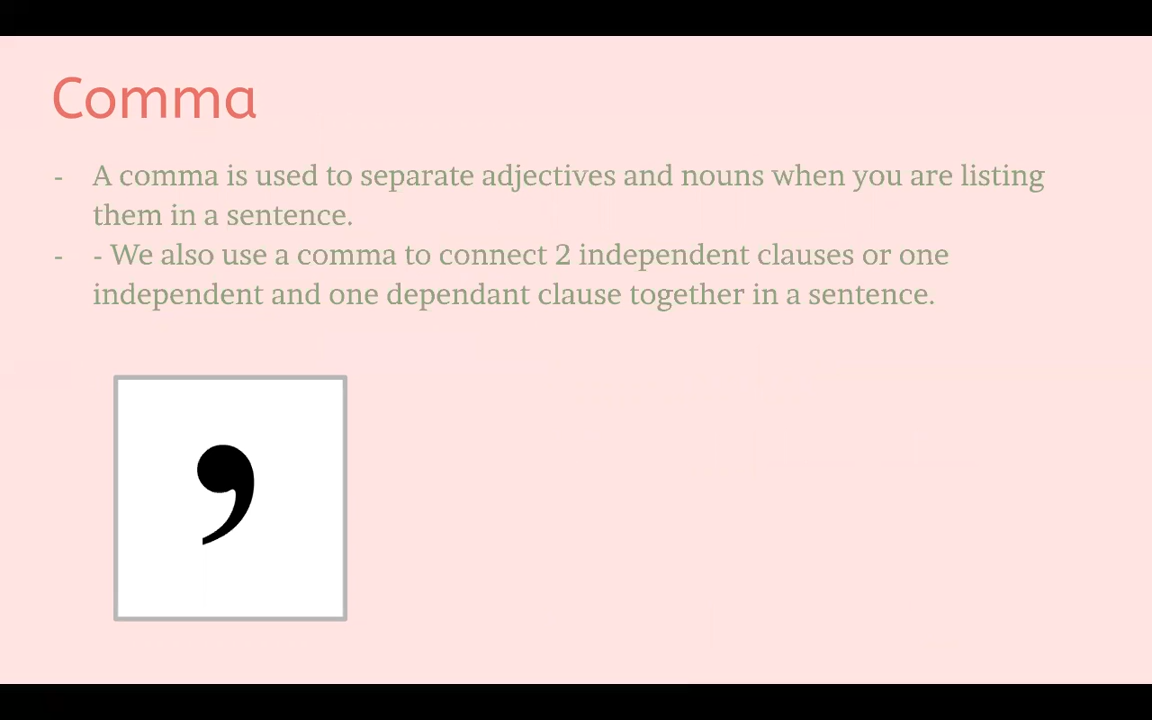 Comma
- A comma is used to separate adjectives and nouns when you are listing
them in a sentence.
- - We also use a comma to connect 2 independent clauses or one
independent and one dependant clause together in a sentence.
,